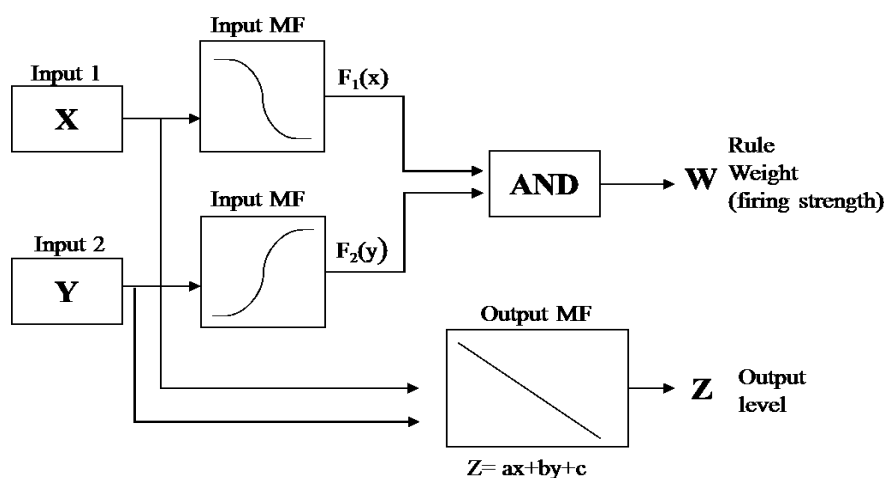 Input MF
Input 1
F₁(x)
X
Rule
AND
W
Weight
(firing strength)
Input MF
Input 2
F₂(y)
Y
Output MF
Z
Output
level
Z= ax+by+c